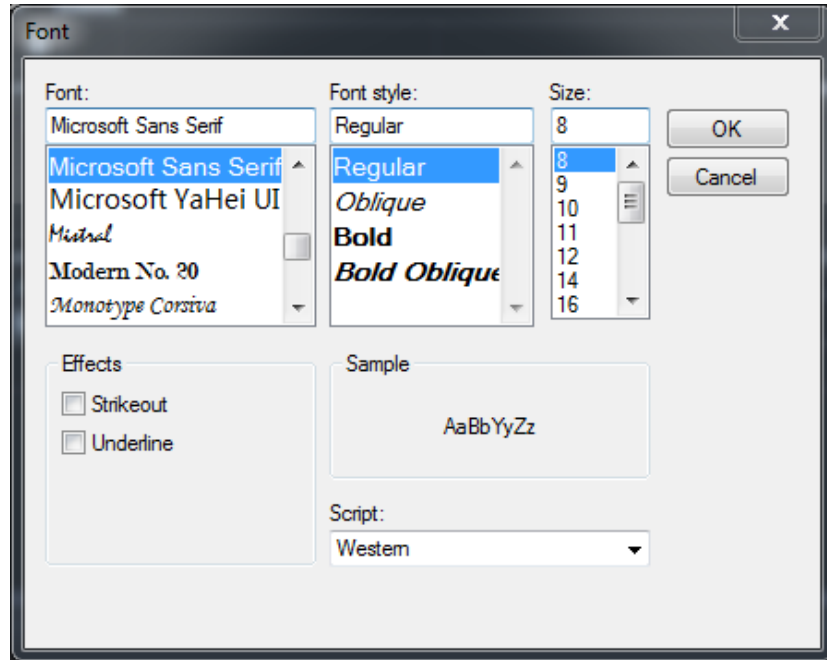 Font
x
Font:
Font style:
Size:
Microsoft Sans Serif
Regular
8
OK
Cancel
Microsoft Sans Serif
Microsoft YaHei UI
Mistral
Modern No. 20
Monotype Corsiva
Regular
Oblique
Bold
Bold Oblique
8
9
10
11
12
14
16
Effects
Strikeout
Underline
Sample
AaBbYyZz
Script:
Western